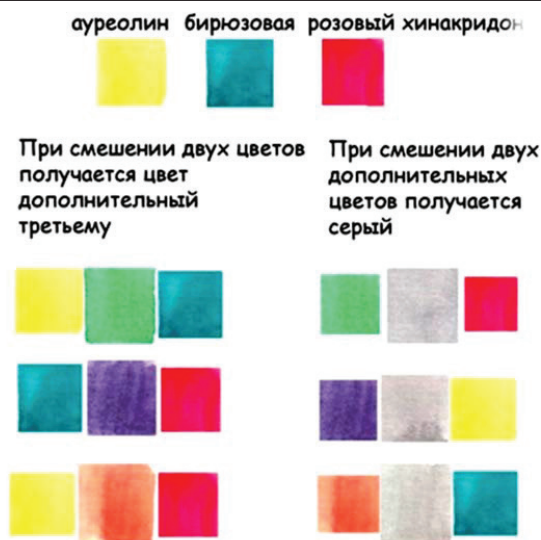 ауреолин бирюзовая розовый хинакридон
При смешении двух цветов
получается цвет
дополнительный
третьему
При смешении двух
дополнительных
цветов получается
серый